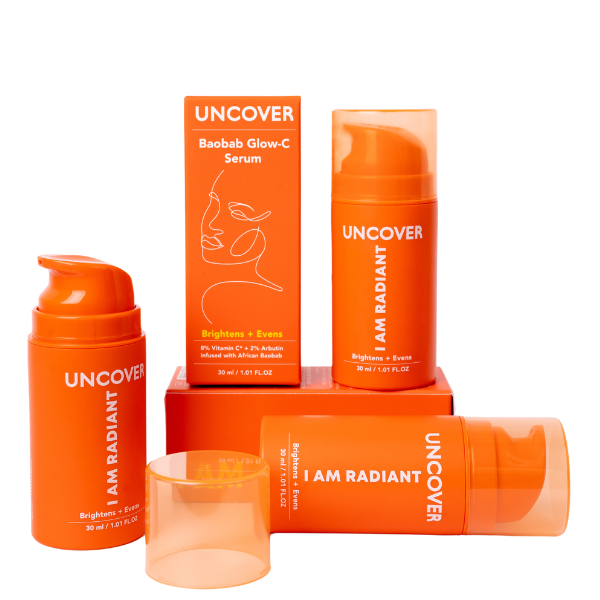 UNCOVER
Baobab Glow-C
Serum
Brightens + Evens
8% Vitamin C* + 2% Arbutin
infused with African Baobab
30 ml / 1.01 FL.OZ
UNCOVER
I AM RADIANT
Brightens + Evens
30 ml / 1.01 FL.OZ
UNCOVER
I AM RADIANT
Brightens + Evens
30 ml / 1.01 FL.OZ
UNCOVER
I AM RADIANT
Brightens + Evens
30 ml / 1.01 FL.OZ